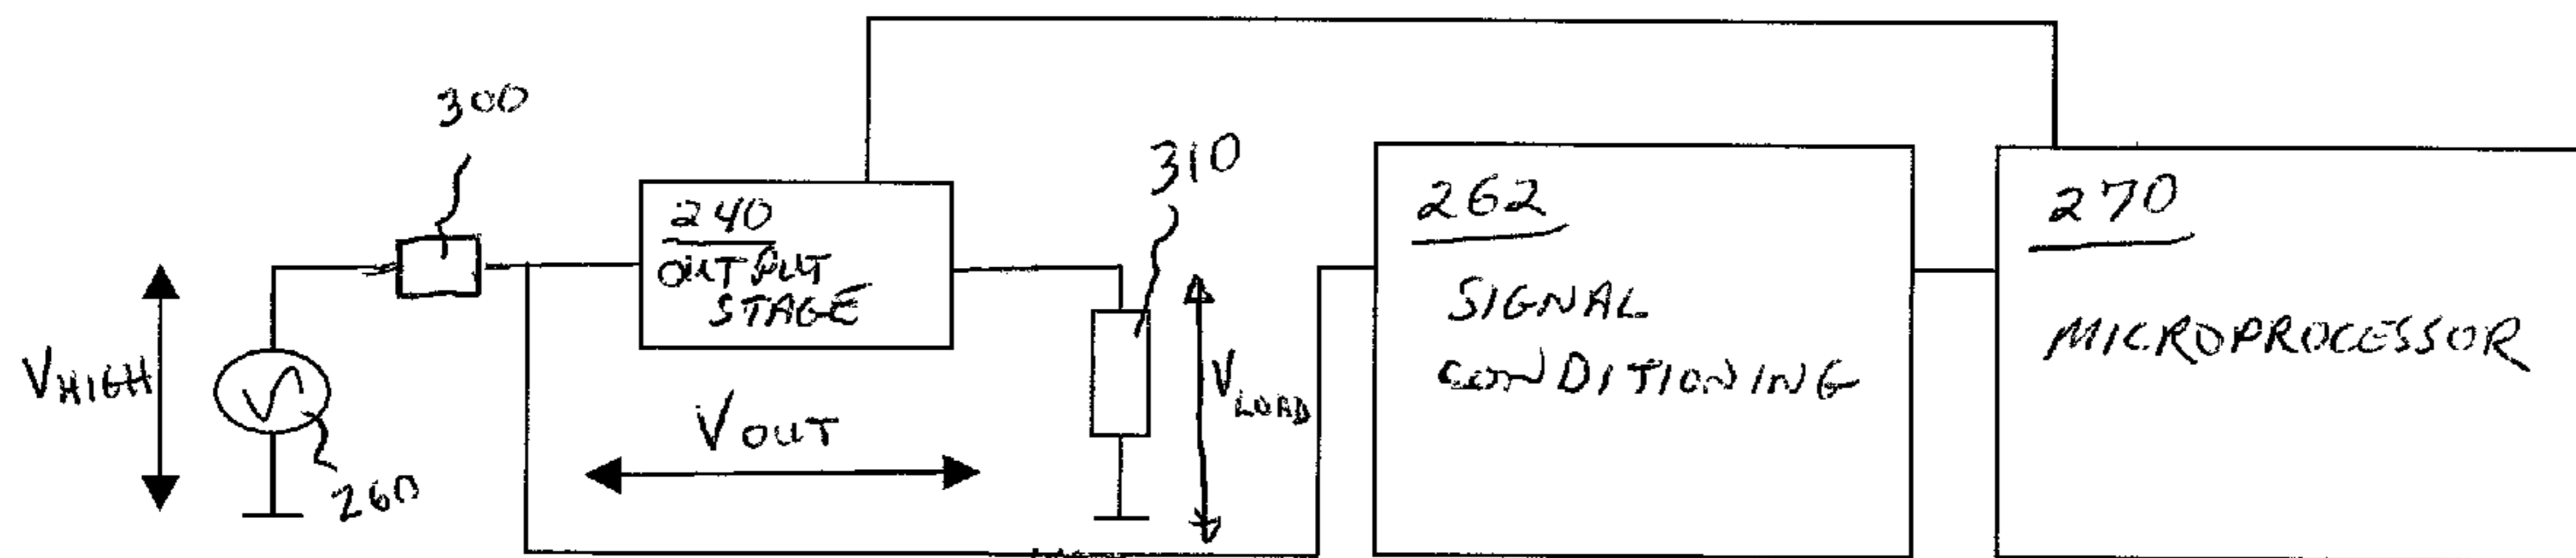 300
310
240
OUTPUT
STAGE
262
SIGNAL
CONDITIONING
270
MICROPROCESSOR
VHIGH
260
VOUT
VLOAD